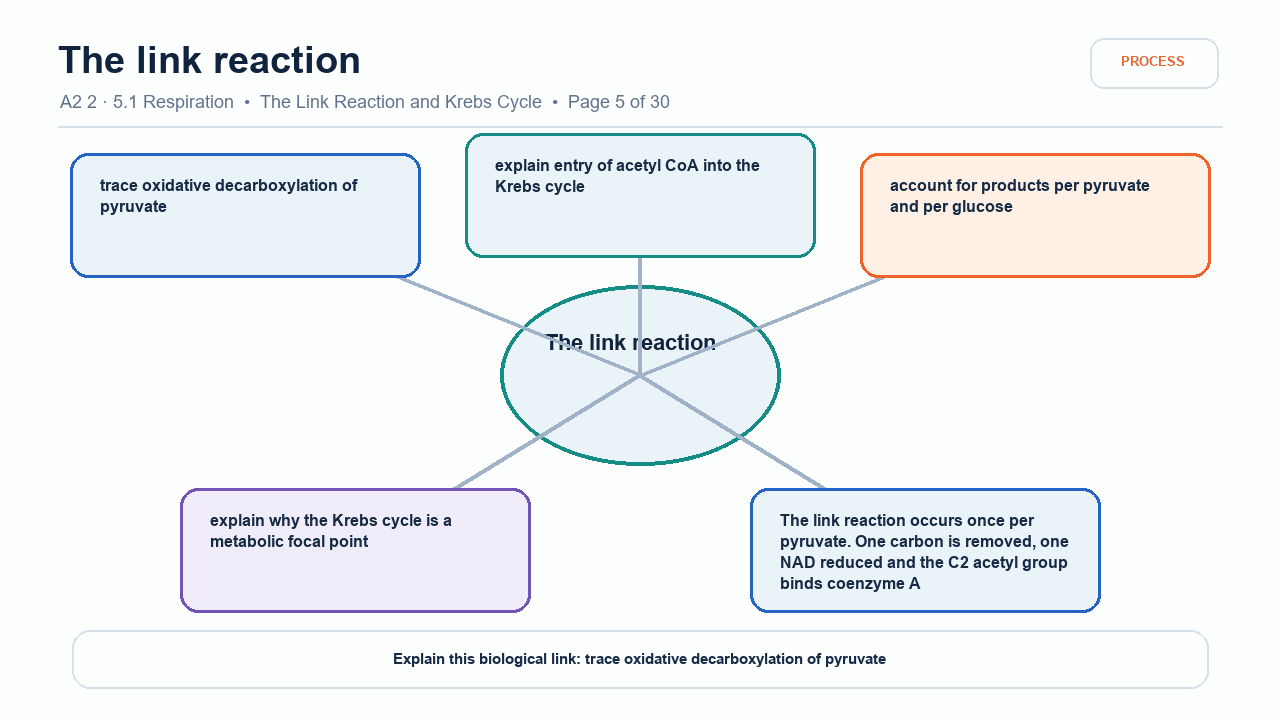 The link reaction
PROCESS
A2 2 · 5.1 Respiration • The Link Reaction and Krebs Cycle • Page 5 of 30
trace oxidative decarboxylation of
pyruvate
explain entry of acetyl CoA into the
Krebs cycle
account for products per pyruvate
and per glucose
The link reaction
explain why the Krebs cycle is a
metabolic focal point
The link reaction occurs once per
pyruvate. One carbon is removed, one
NAD reduced and the C2 acetyl group
binds coenzyme A
Explain this biological link: trace oxidative decarboxylation of pyruvate